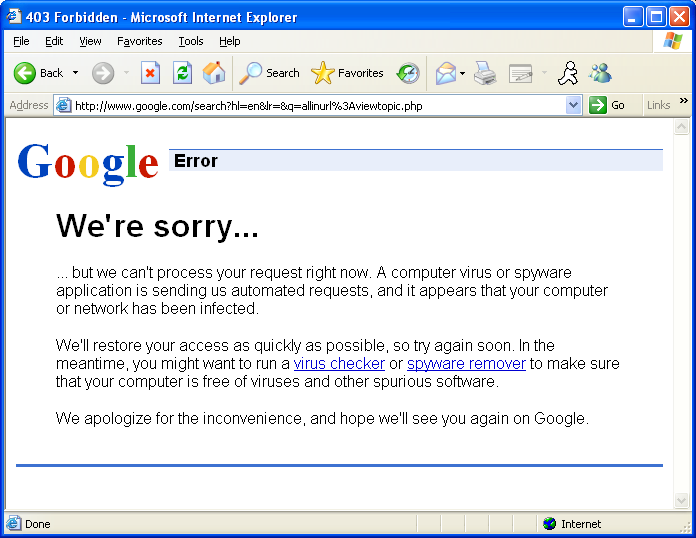 403 Forbidden - Microsoft Internet Explorer
File Edit View Favorites Tools Help
Back Search Favorites
Address http://www.google.com/search?hl=en&lr=&q=allinurl%3Aviewtopic.php Go Links »
Google Error
We're sorry...
... but we can't process your request right now. A computer virus or spyware
application is sending us automated requests, and it appears that your computer
or network has been infected.
We'll restore your access as quickly as possible, so try again soon. In the
meantime, you might want to run a virus checker or spyware remover to make sure
that your computer is free of viruses and other spurious software.
We apologize for the inconvenience, and hope we'll see you again on Google.
Done Internet